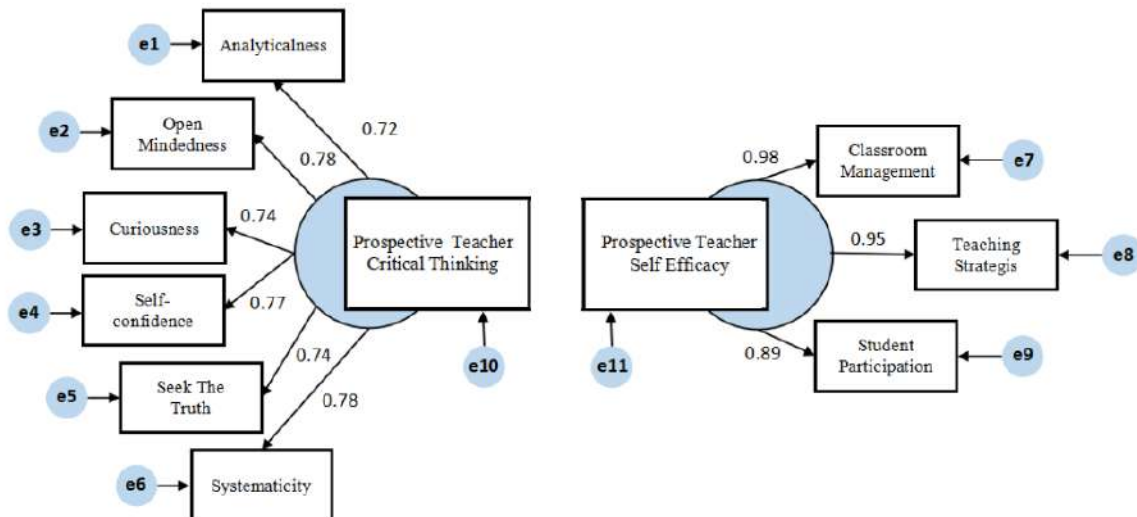 e1
Analyticalness
0.72
e2
Open
Mindedness
0.78
e3
Curiousness
0.74
e4
Self-
confidence
0.77
e5
Seek The
Truth
0.74
e6
Systematicity
0.78
Prospective Teacher
Critical Thinking
e10
Prospective Teacher
Self Efficacy
e11
0.98
Classroom
Management
e7
0.95
Teaching
Strategis
e8
0.89
Student
Participation
e9